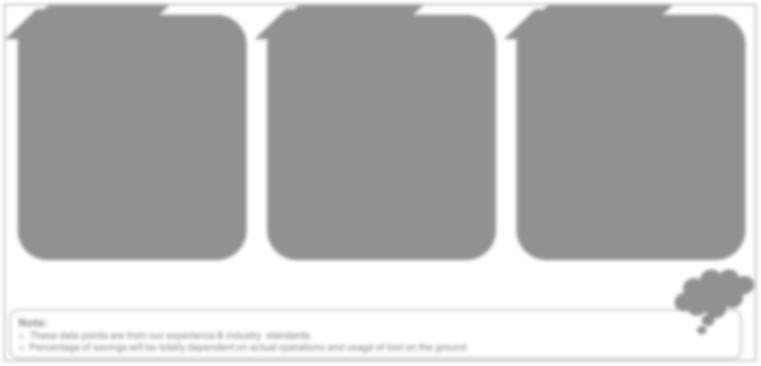 Note:
These data points are from our experience & industry standards.
Percentage of savings will be totally dependent on actual operations and usage of tool on the ground.